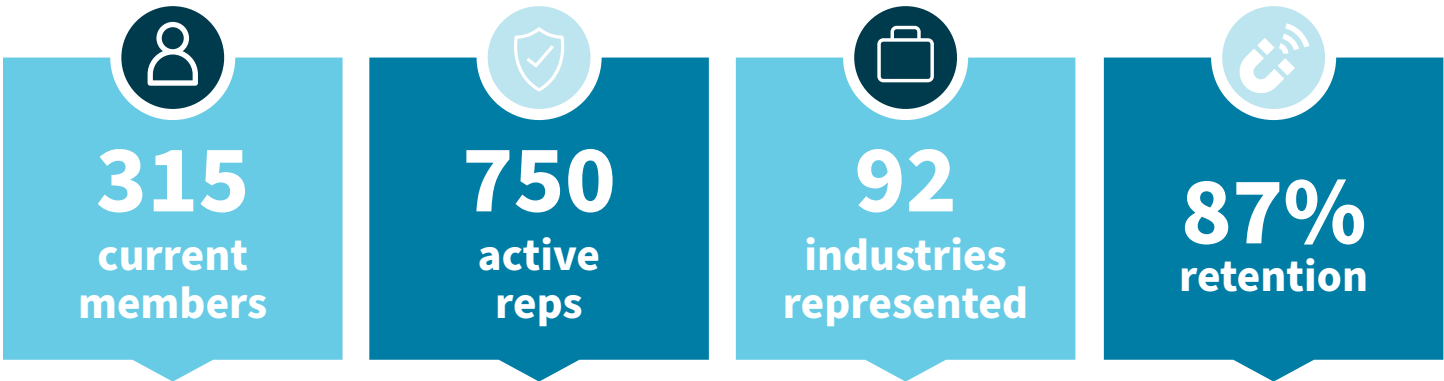 315
current
members
750
active
reps
92
industries
represented
87%
retention